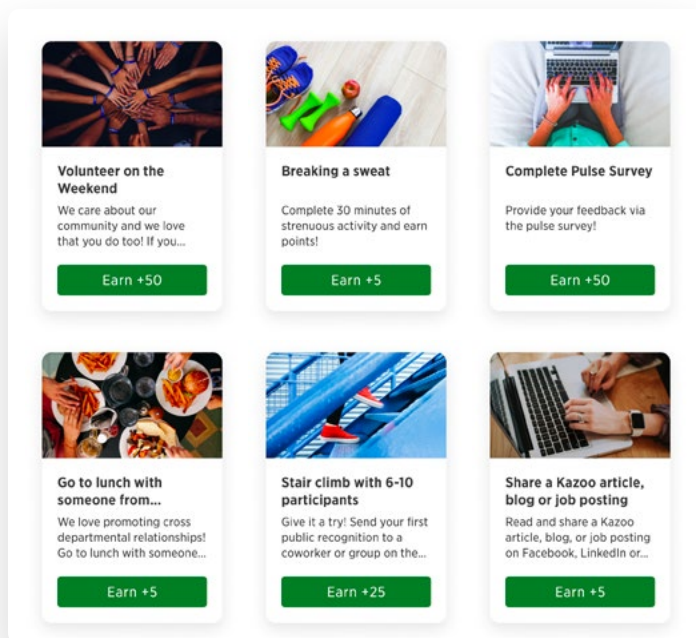 Volunteer on the
Weekend
We care about our
community and we love
that you do too! If you...
Earn +50
Breaking a sweat
Complete 30 minutes of
strenuous activity and earn
points!
Earn +5
Complete Pulse Survey
Provide your feedback via
the pulse survey!
Earn +50
Go to lunch with
someone from...
We love promoting cross
departmental relationships!
Go to lunch with someone...
Earn +5
Stair climb with 6-10
participants
Give it a try! Send your first
public recognition to a
coworker or group on the...
Earn +25
Share a Kazoo article,
blog or job posting
Read and share a Kazoo
article, blog, or job posting
on Facebook, LinkedIn or...
Earn +5